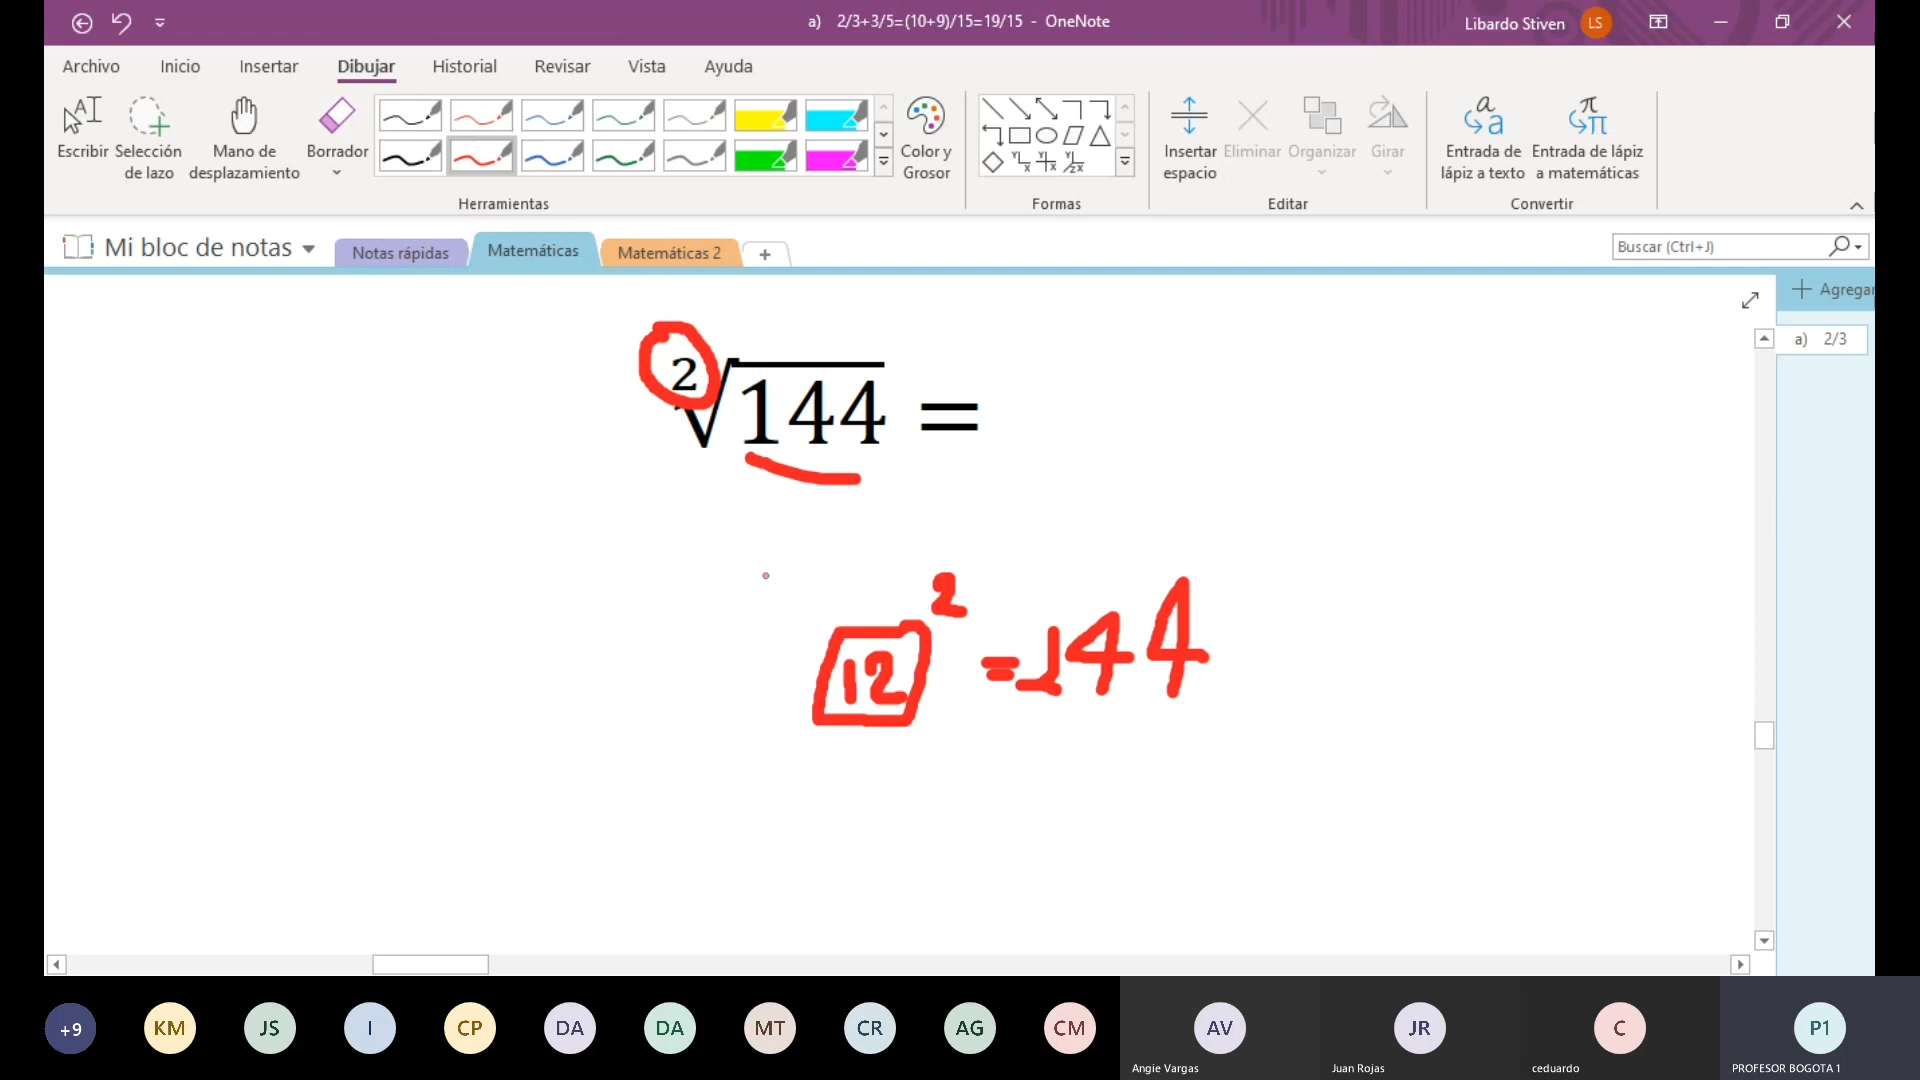 a) 2/3+3/5=(10+9)/15=19/15 - OneNote
Libardo Stiven LS
Archivo Inicio Insertar Dibujar Historial Revisar Vista Ayuda
Escribir Selección de lazo Mano de desplazamiento Borrador Color y Grosor Insertar espacio Eliminar Organizar Girar Entrada de lápiz a texto Entrada de lápiz a matemáticas
Herramientas Formas Editar Convertir
Mi bloc de notas Notas rápidas Matemáticas Matemáticas 2 + Buscar (Ctrl+J)
Agregar
a) 2/3
²√144 =
12² = 144
+9 KM JS I CP DA DA MT CR AG CM AV JR C P1
Angie Vargas Juan Rojas ceduardo PROFESOR BOGOTA 1